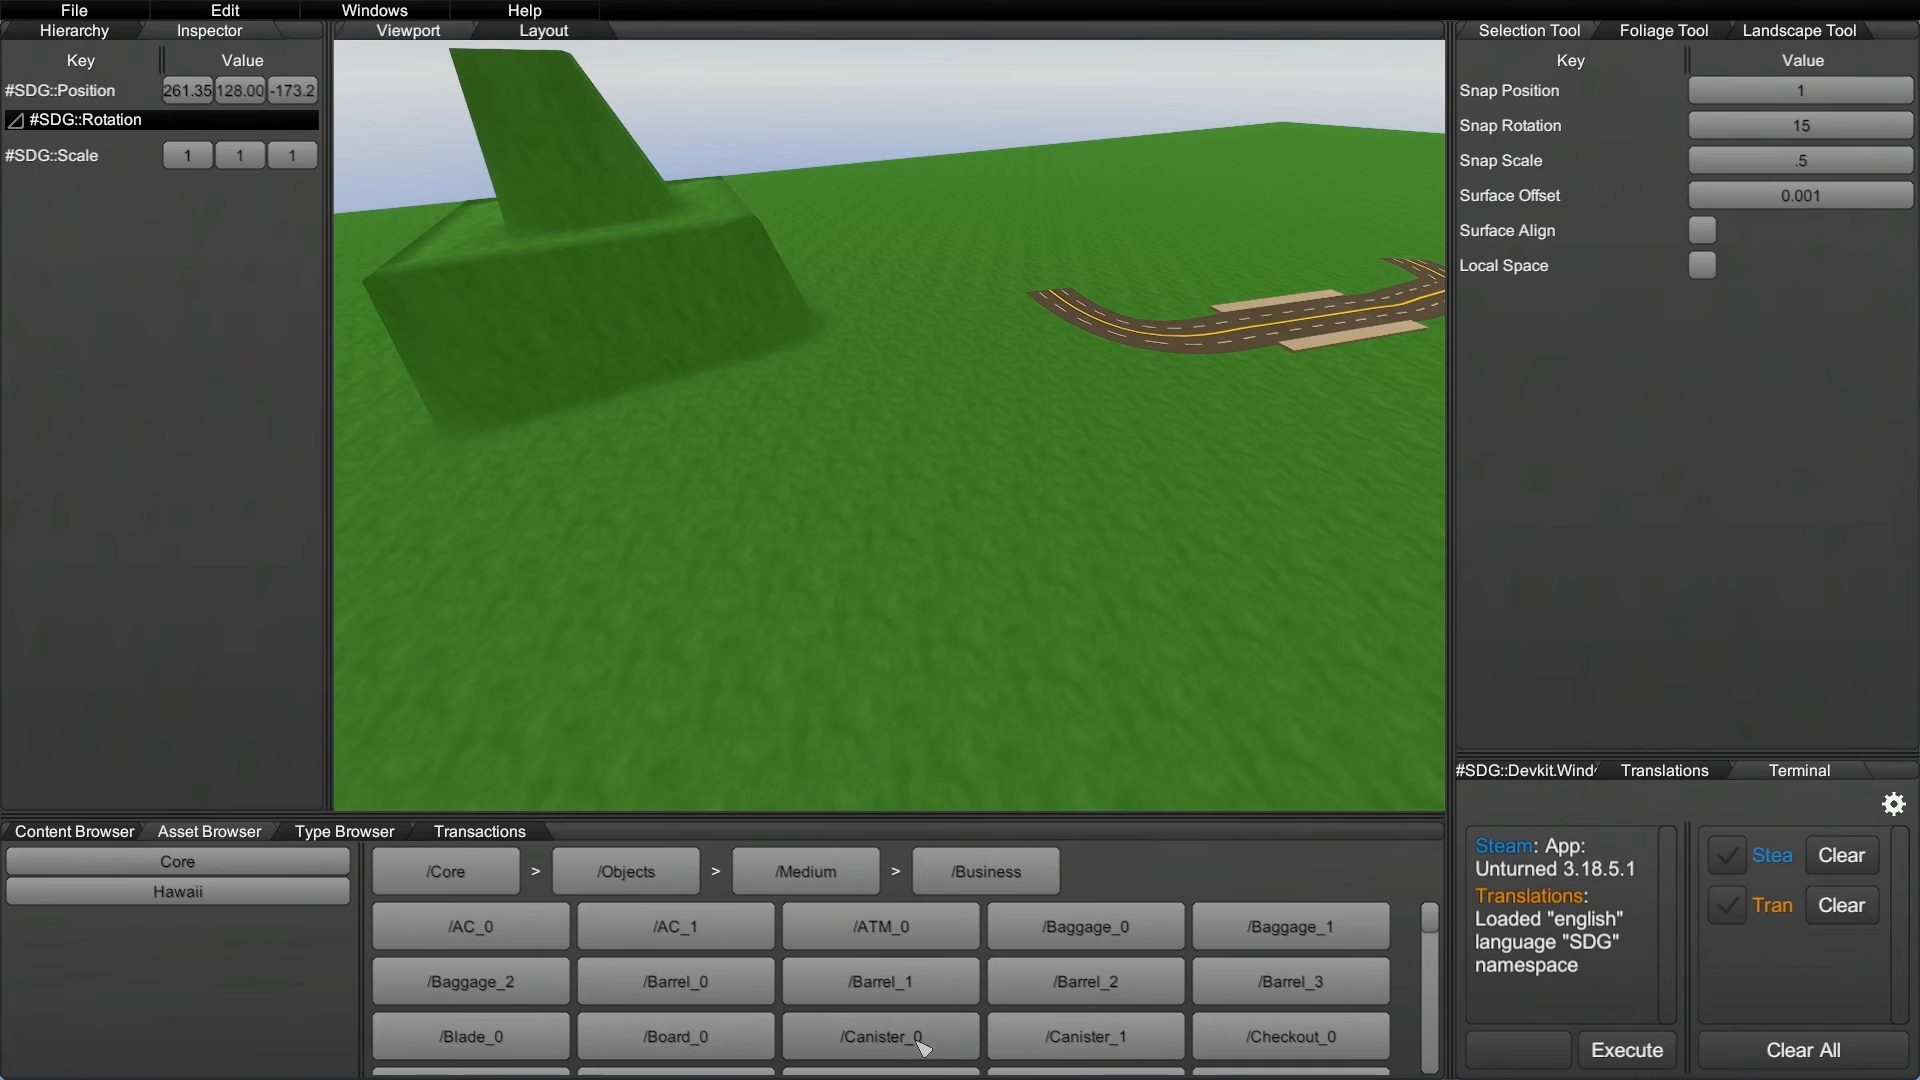 File Edit Windows Help
Hierarchy Inspector
Key Value
#SDG::Position 261.35 128.00 -173.2
#SDG::Rotation
#SDG::Scale 1 1 1
Viewport Layout
Selection Tool Foliage Tool Landscape Tool
Key Value
Snap Position 1
Snap Rotation 15
Snap Scale .5
Surface Offset 0.001
Surface Align
Local Space
Content Browser Asset Browser Type Browser Transactions
Core
Hawaii
/Core > /Objects > /Medium > /Business
/AC_0 /AC_1 /ATM_0 /Baggage_0 /Baggage_1
/Baggage_2 /Barrel_0 /Barrel_1 /Barrel_2 /Barrel_3
/Blade_0 /Board_0 /Canister_0 /Canister_1 /Checkout_0
#SDG::Devkit.Wind Translations Terminal
Steam: App:
Unturned 3.18.5.1
Translations:
Loaded "english"
language "SDG"
namespace
Execute
Stea Clear
Tran Clear
Clear All